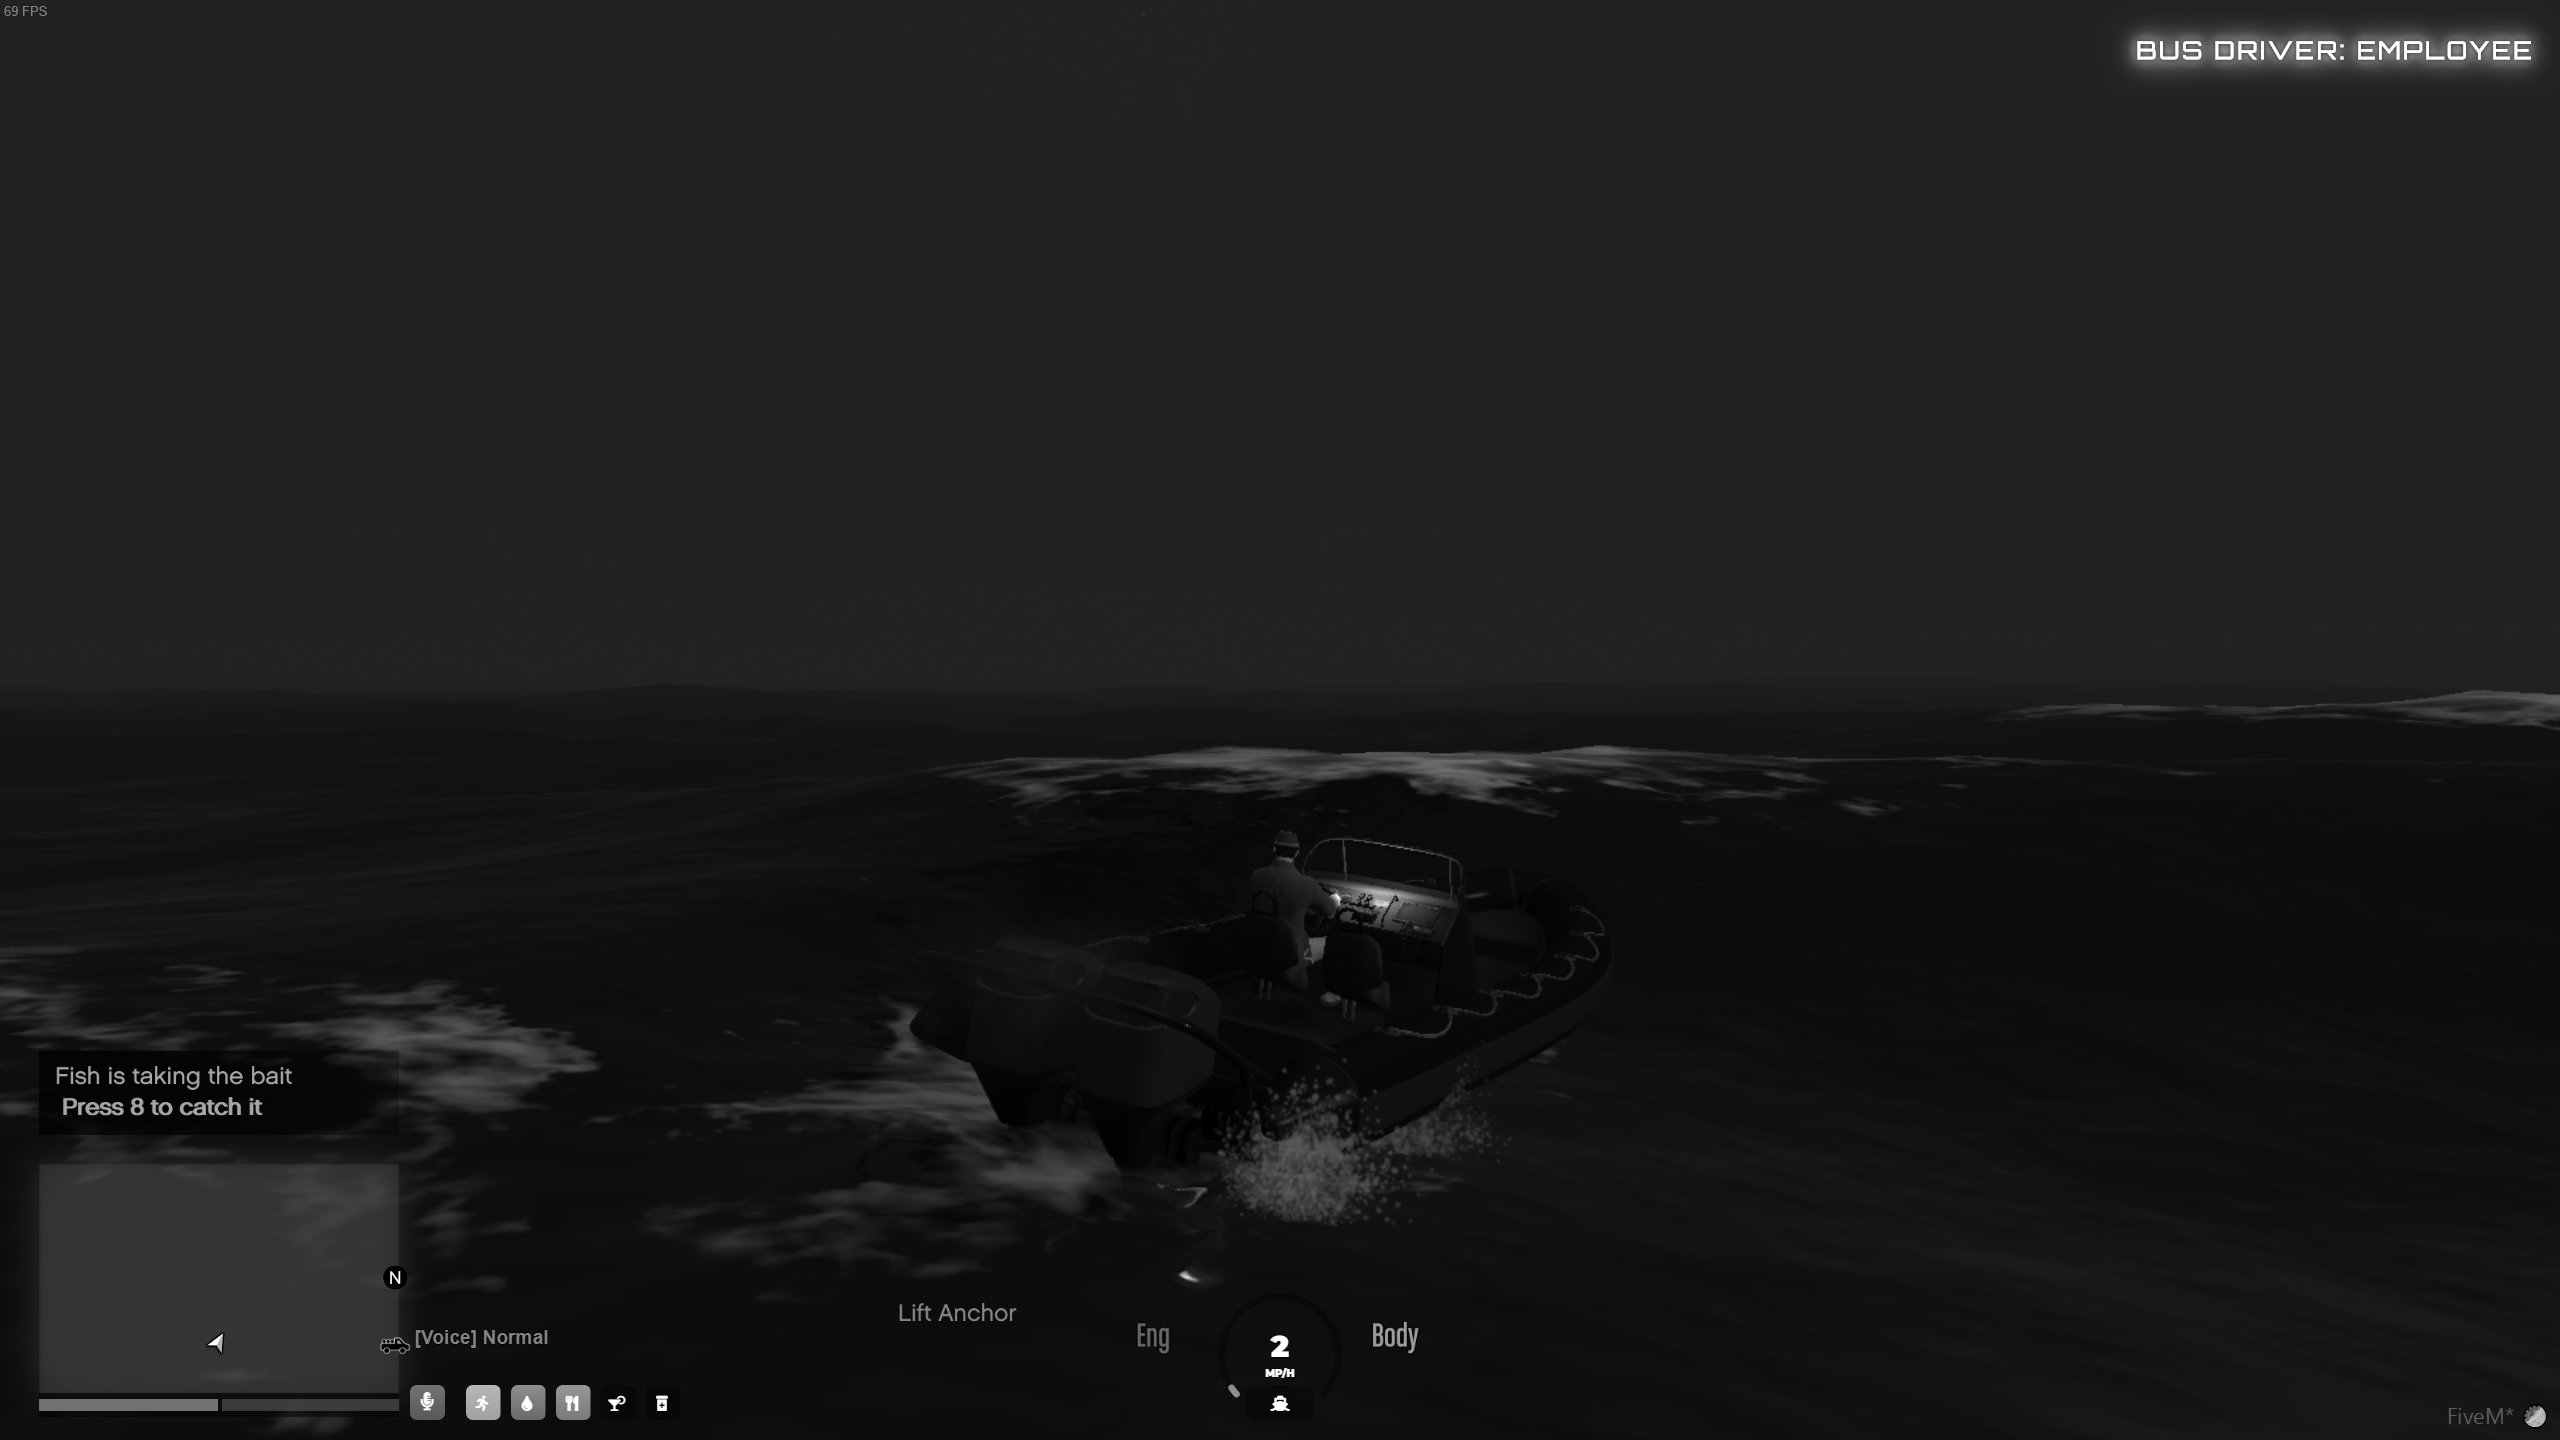 69 FPS
BUS DRIVER: EMPLOYEE
Fish is taking the bait
Press 8 to catch it
N
[Voice] Normal
Lift Anchor
Eng
2
MP/H
Body
FiveM*